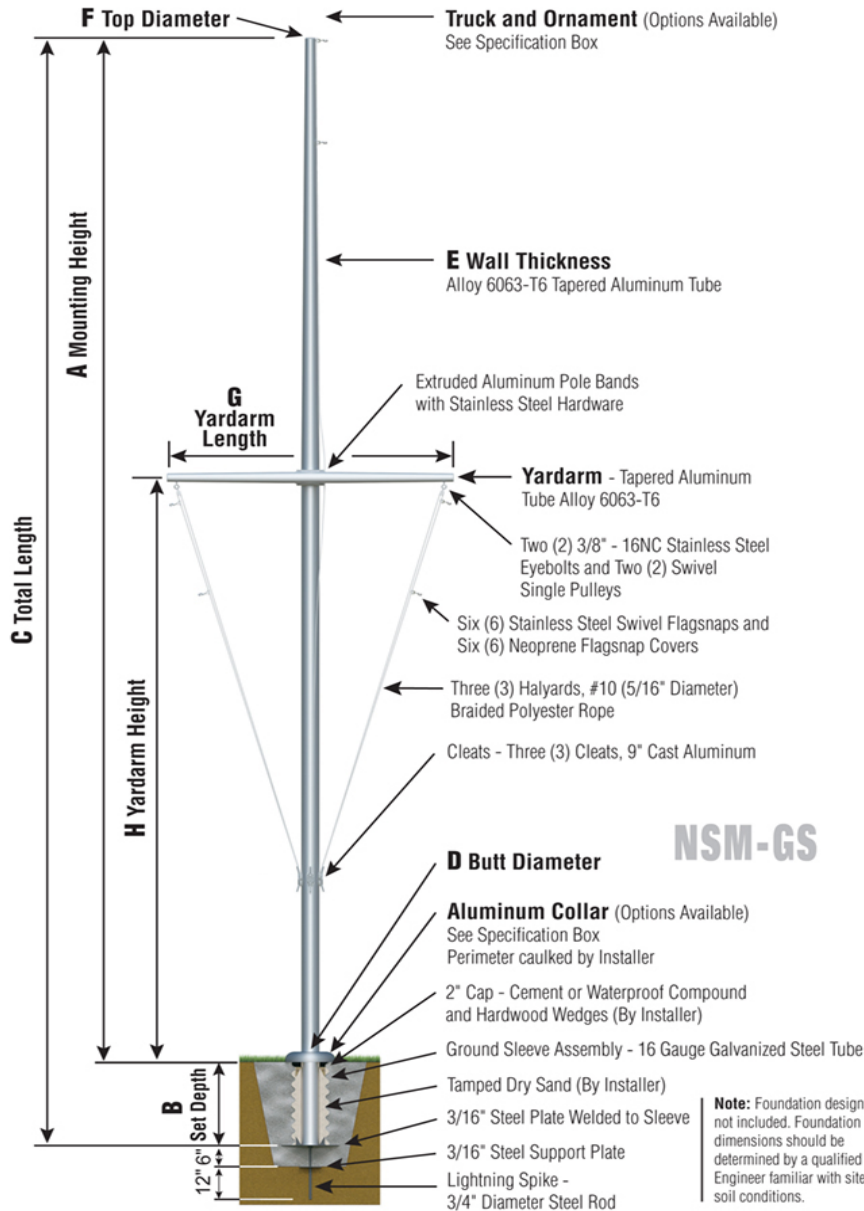 F Top Diameter
Truck and Ornament (Options Available)
See Specification Box
A Mounting Height
E Wall Thickness
Alloy 6063-T6 Tapered Aluminum Tube
Extruded Aluminum Pole Bands
with Stainless Steel Hardware
G
Yardarm
Length
Yardarm - Tapered Aluminum
Tube Alloy 6063-T6
Two (2) 3/8" - 16NC Stainless Steel
Eyebolts and Two (2) Swivel
Single Pulleys
C Total Length
Six (6) Stainless Steel Swivel Flagsnaps and
Six (6) Neoprene Flagsnap Covers
Three (3) Halyards, #10 (5/16" Diameter)
Braided Polyester Rope
H Yardarm Height
Cleats - Three (3) Cleats, 9" Cast Aluminum
NSM-GS
D Butt Diameter
Aluminum Collar (Options Available)
See Specification Box
Perimeter caulked by Installer
2" Cap - Cement or Waterproof Compound
and Hardwood Wedges (By Installer)
Ground Sleeve Assembly - 16 Gauge Galvanized Steel Tube
B
Set Depth
Tamped Dry Sand (By Installer)
3/16" Steel Plate Welded to Sleeve
6"
3/16" Steel Support Plate
12"
Lightning Spike -
3/4" Diameter Steel Rod
Note: Foundation design
not included. Foundation
dimensions should be
determined by a qualified
Engineer familiar with site
soil conditions.